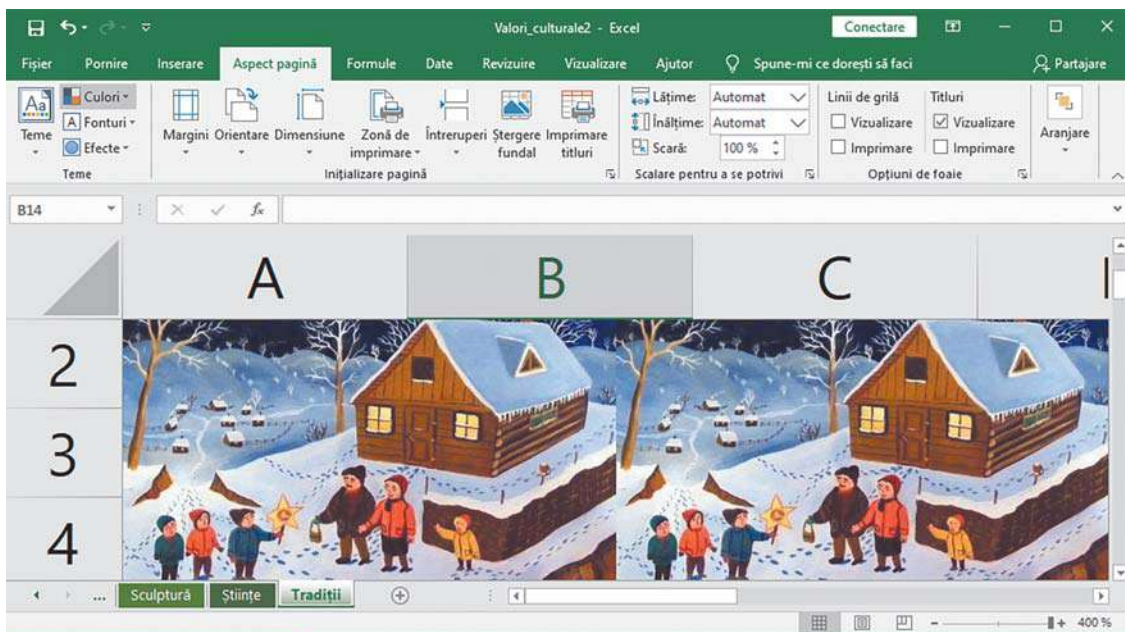 Valori_culturale2 - Excel
Conectare
Fișier Pornire Inserare Aspect pagină Formule Date Revizuire Vizualizare Ajutor Spune-mi ce dorești să faci Partajare
Aa
Teme
Culori
A Fonturi
Efecte
Teme
Margini Orientare Dimensiune Zonă de imprimare Întreruperi Ștergere fundal Imprimare titluri
Inițializare pagină
Lățime: Automat
Înălțime: Automat
Scară: 100 %
Scalare pentru a se potrivi
Linii de grilă
Vizualizare
Imprimare
Titluri
Vizualizare
Imprimare
Opțiuni de foaie
Aranjare
B14
fx
A B C
2
3
4
... Sculptură Științe Tradiții
400 %